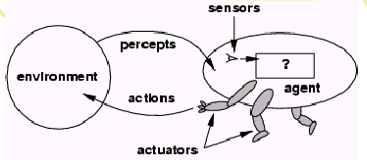 sensors
percepts
?
environment
agent
actions
actuators